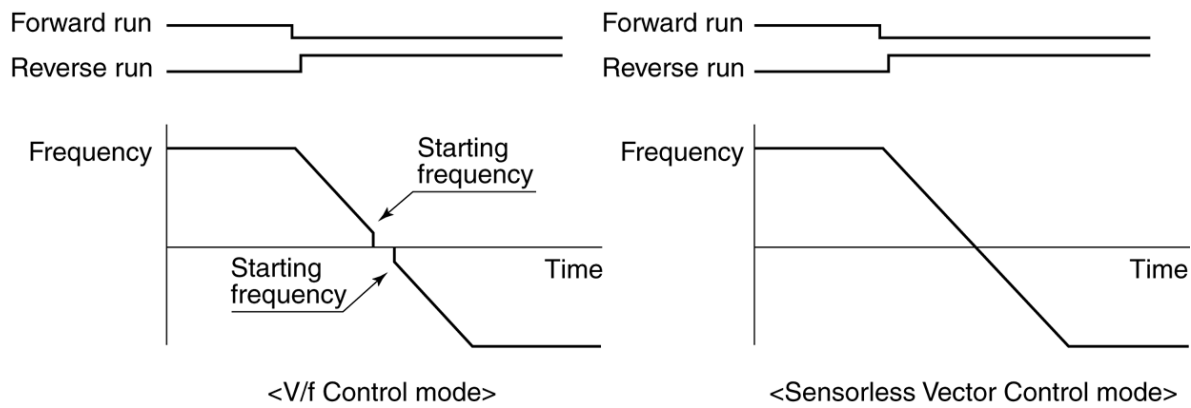 Forward run
Reverse run
Frequency
Starting
frequency
Starting
frequency
Time
<V/f Control mode>
Forward run
Reverse run
Frequency
Time
<Sensorless Vector Control mode>